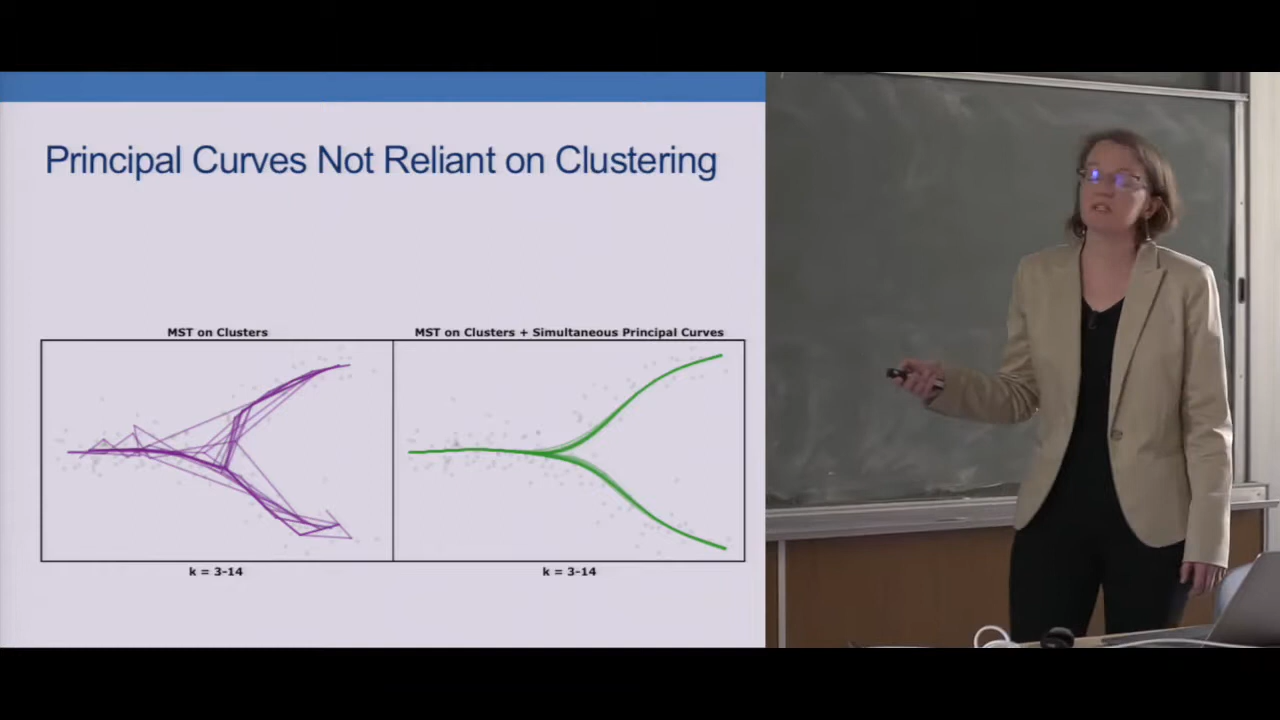 Principal Curves Not Reliant on Clustering
MST on Clusters
MST on Clusters + Simultaneous Principal Curves
k = 3-14
k = 3-14